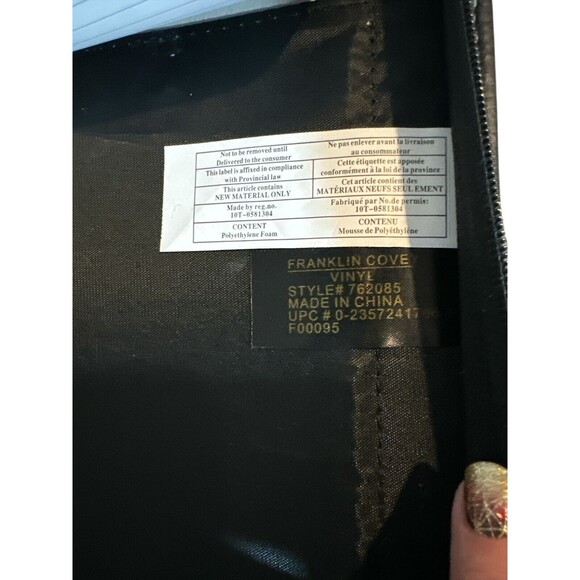 Not to be removed until
Delivered to the consumer
Ne pas enlever avant la livraison
au consommateur
This label is affixed in compliance
with Provincial law
Cette étiquette est apposée
conformément à la loi de la province
This article contains
NEW MATERIAL ONLY
Cet article contient des
MATÉRIAUX NEUFS SEULEMENT
Made by reg.no.
10T-0581304
Fabriqué par No.de permis:
10T-0581304
CONTENT
Polyethylene Foam
CONTENU
Mousse de Polyéthylène
FRANKLIN COVEY
VINYL
STYLE# 762085
MADE IN CHINA
UPC #
F00095